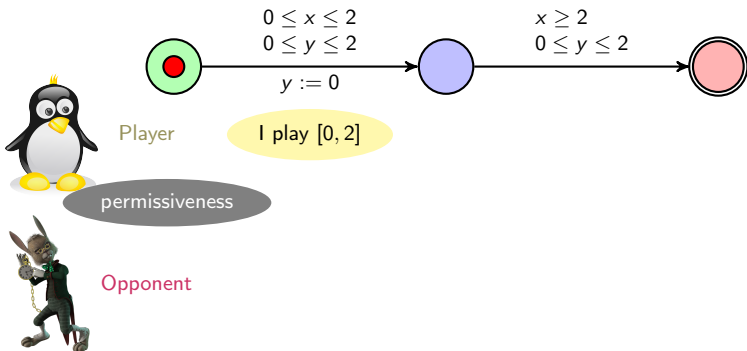 0 ≤ x ≤ 2
0 ≤ y ≤ 2
y := 0
x ≥ 2
0 ≤ y ≤ 2
Player
I play [0, 2]
permissiveness
Opponent